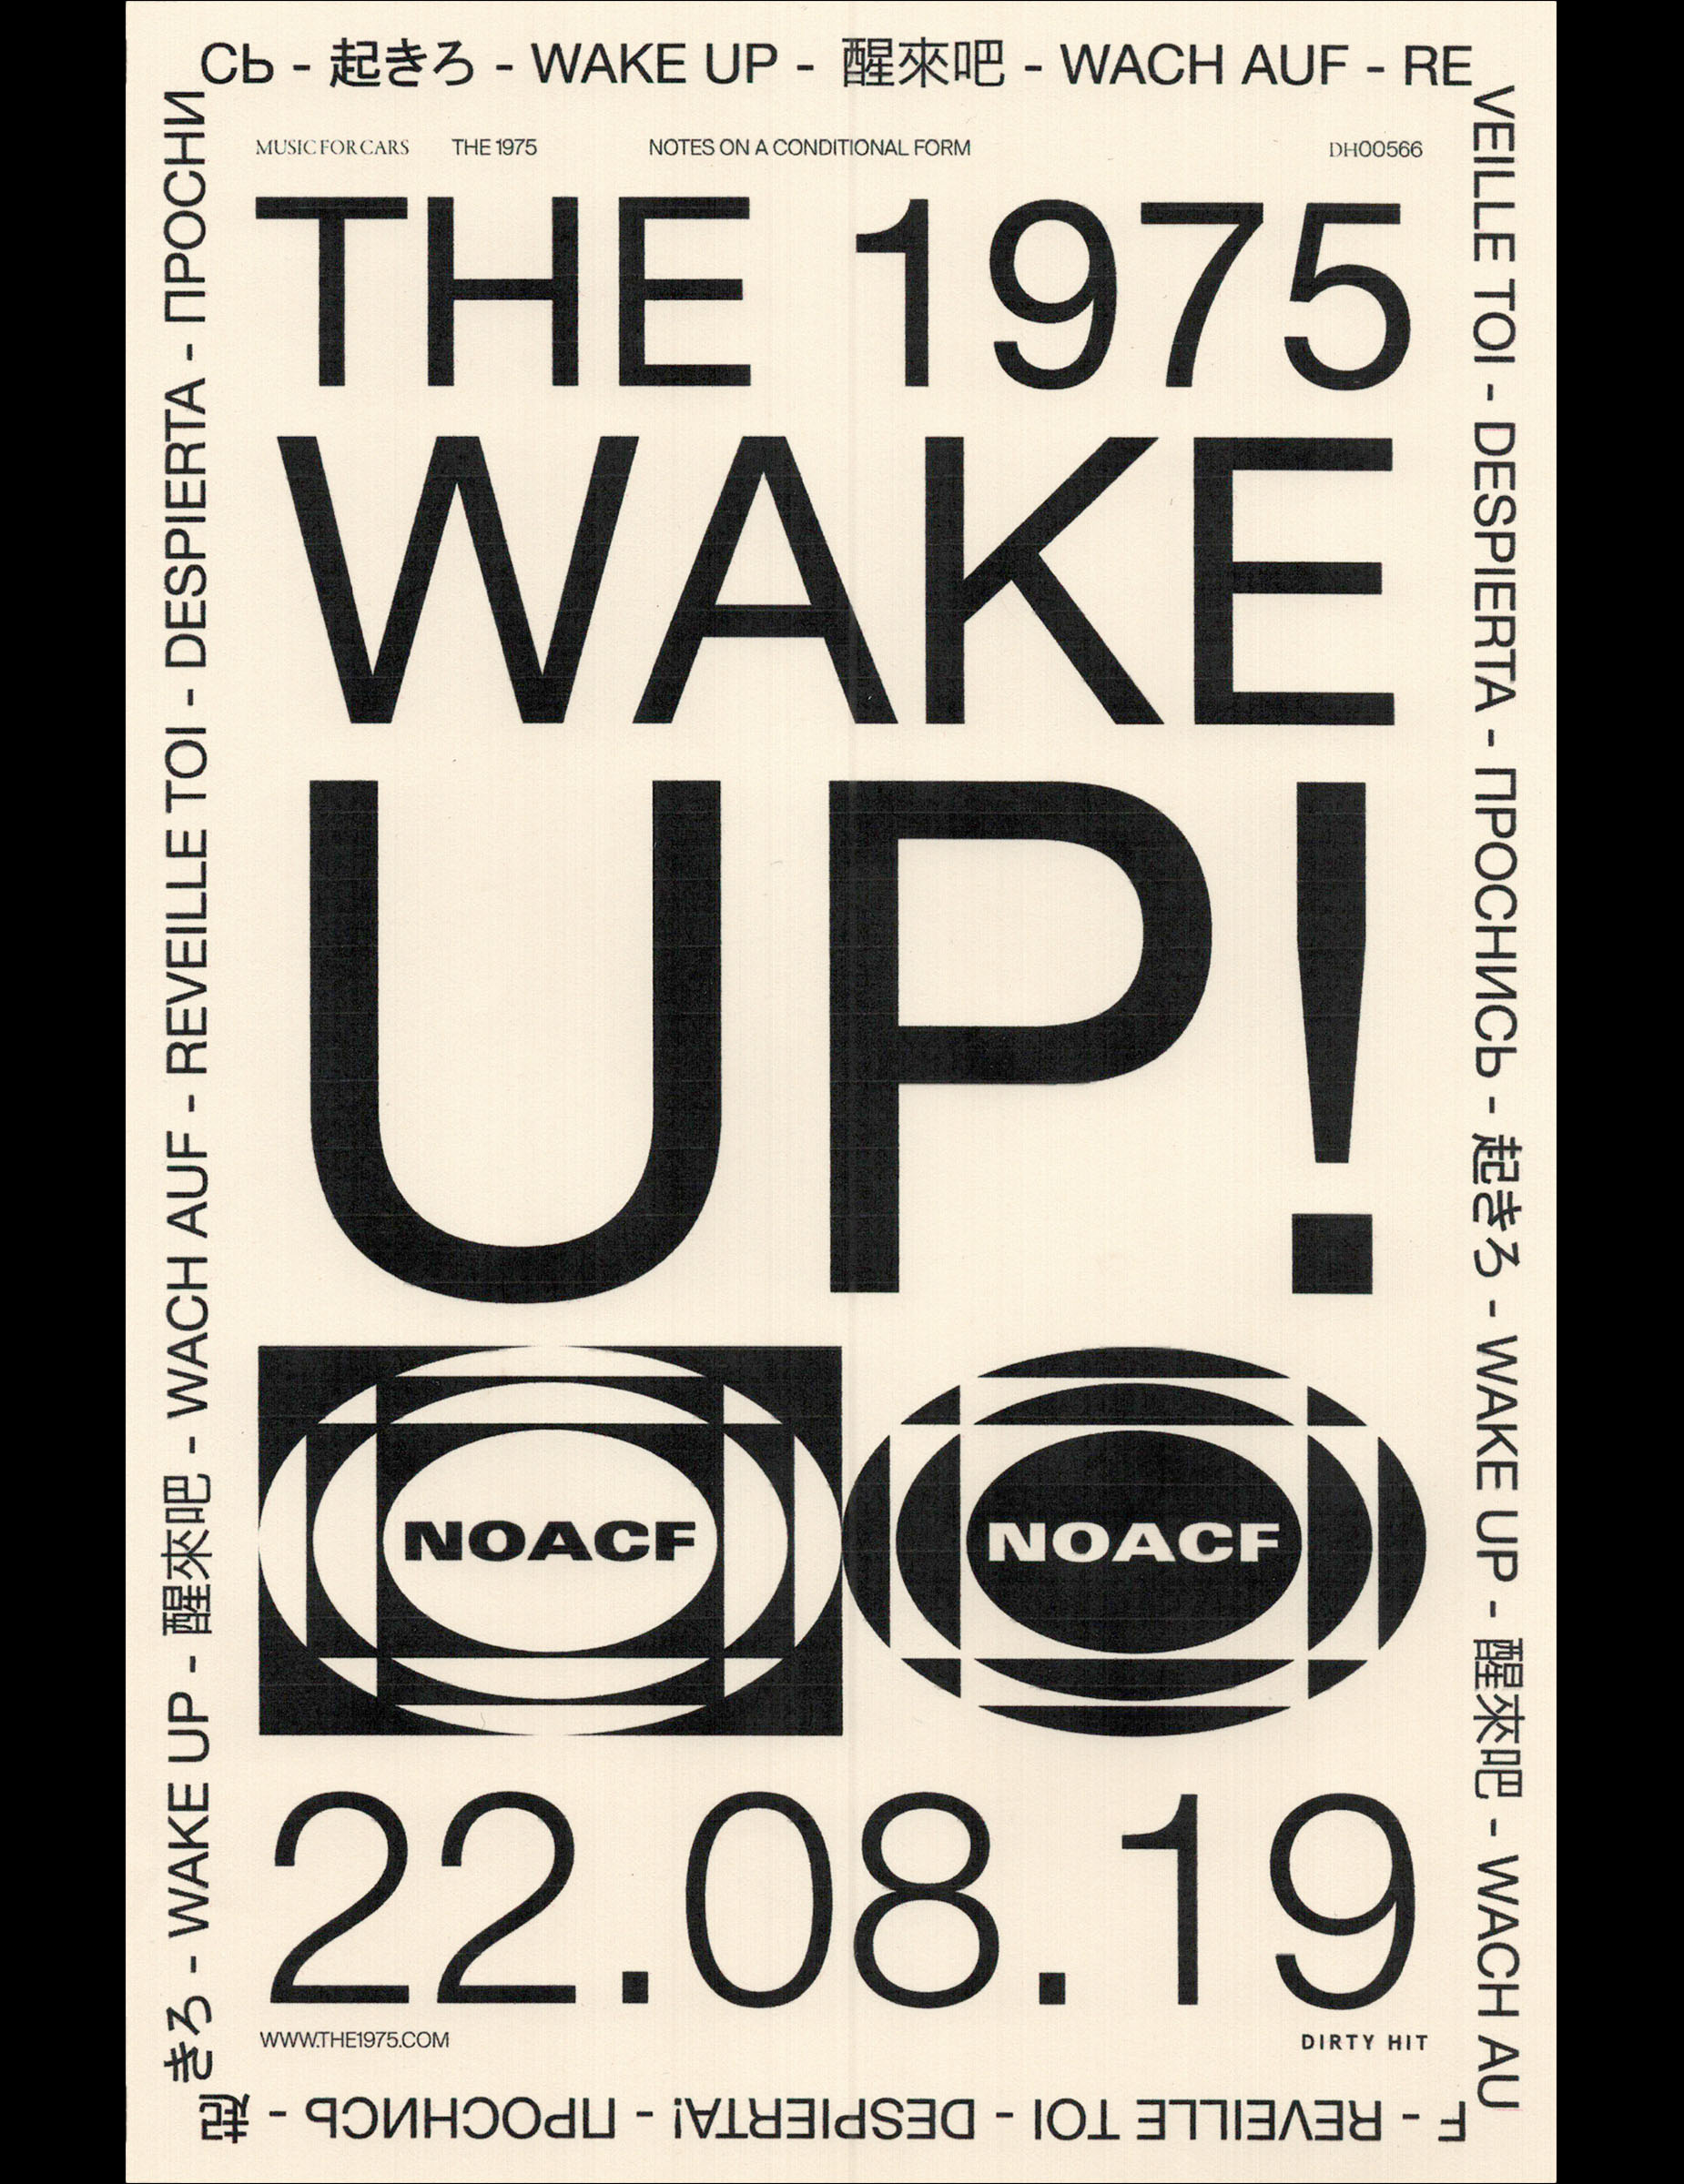 СЬ - 起きろ - WAKE UP - 醒來吧 - WACH AUF - RE
VEILLE TOI - DESPIERTA - ПРОСНИСЬ - 起きろ - WAKE UP - 醒來吧 - WACH AU
F - REVEILLE TOI - DESPIERTA! - ПРОСНИСЬ - 起
きろ - WAKE UP - 醒來吧 - WACH AUF - REVEILLE TOI - DESPIERTA - ПРОСНИ
MUSIC FOR CARS THE 1975 NOTES ON A CONDITIONAL FORM DH00566
THE 1975
WAKE
UP!
NOACF NOACF
22.08.19
WWW.THE1975.COM DIRTY HIT